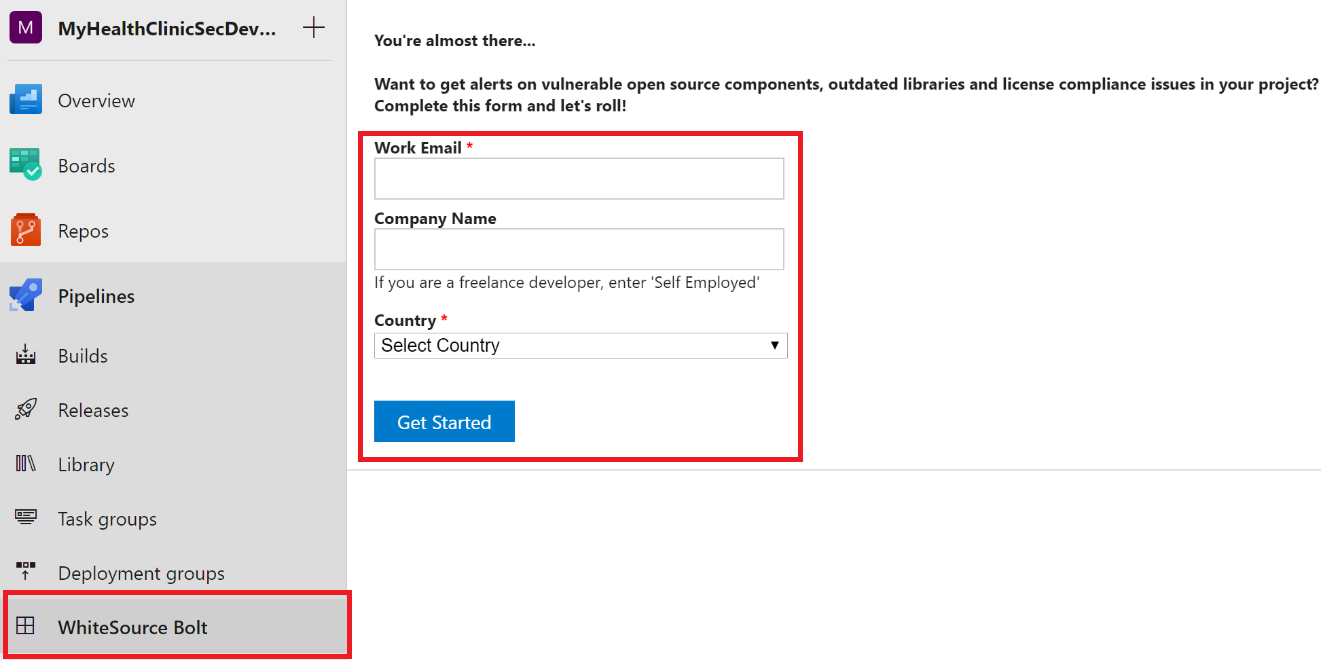 M MyHealthClinicSecDev...
Overview
Boards
Repos
Pipelines
Builds
Releases
Library
Task groups
Deployment groups
WhiteSource Bolt
You're almost there...
Want to get alerts on vulnerable open source components, outdated libraries and license compliance issues in your project?
Complete this form and let's roll!
Work Email *
Company Name
If you are a freelance developer, enter 'Self Employed'
Country *
Select Country
Get Started